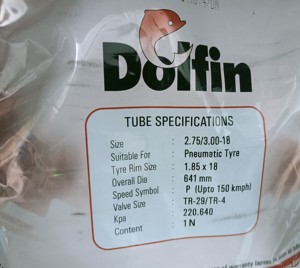 Dolfin
TUBE SPECIFICATIONS
Size : 2.75/3.00-18
Suitable For : Pneumatic Tyre
Tyre Rim Size : 1.85 x 18
Overall Dia : 641 mm
Speed Symbol : P (Upto 150 kmph)
Valve Size : TR-29/TR-4
Kpa : 220.640
Content : 1 N